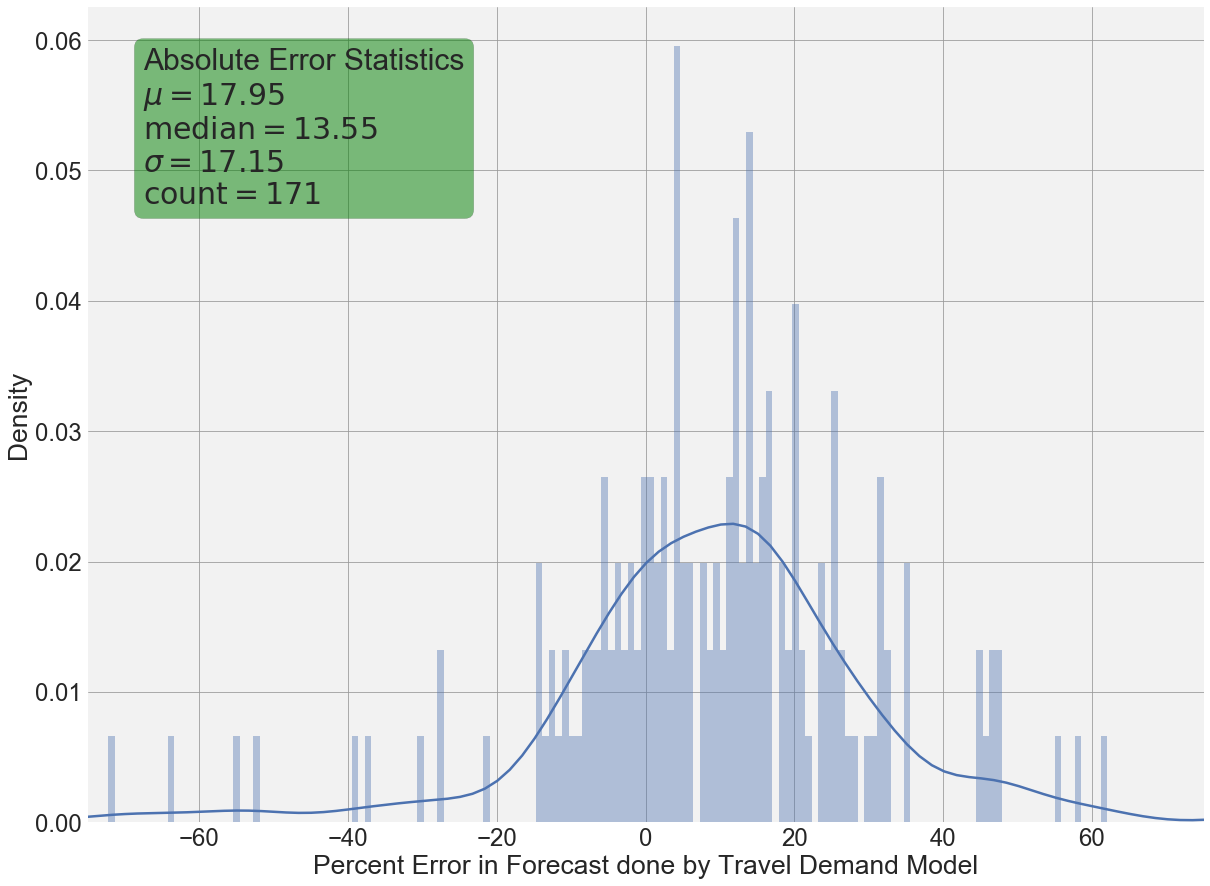 0.06
Absolute Error Statistics
μ = 17.95
median = 13.55
σ = 17.15
count = 171
0.05
0.04
0.03
0.02
0.01
0.00
Density
−60 −40 −20 0 20 40 60
Percent Error in Forecast done by Travel Demand Model